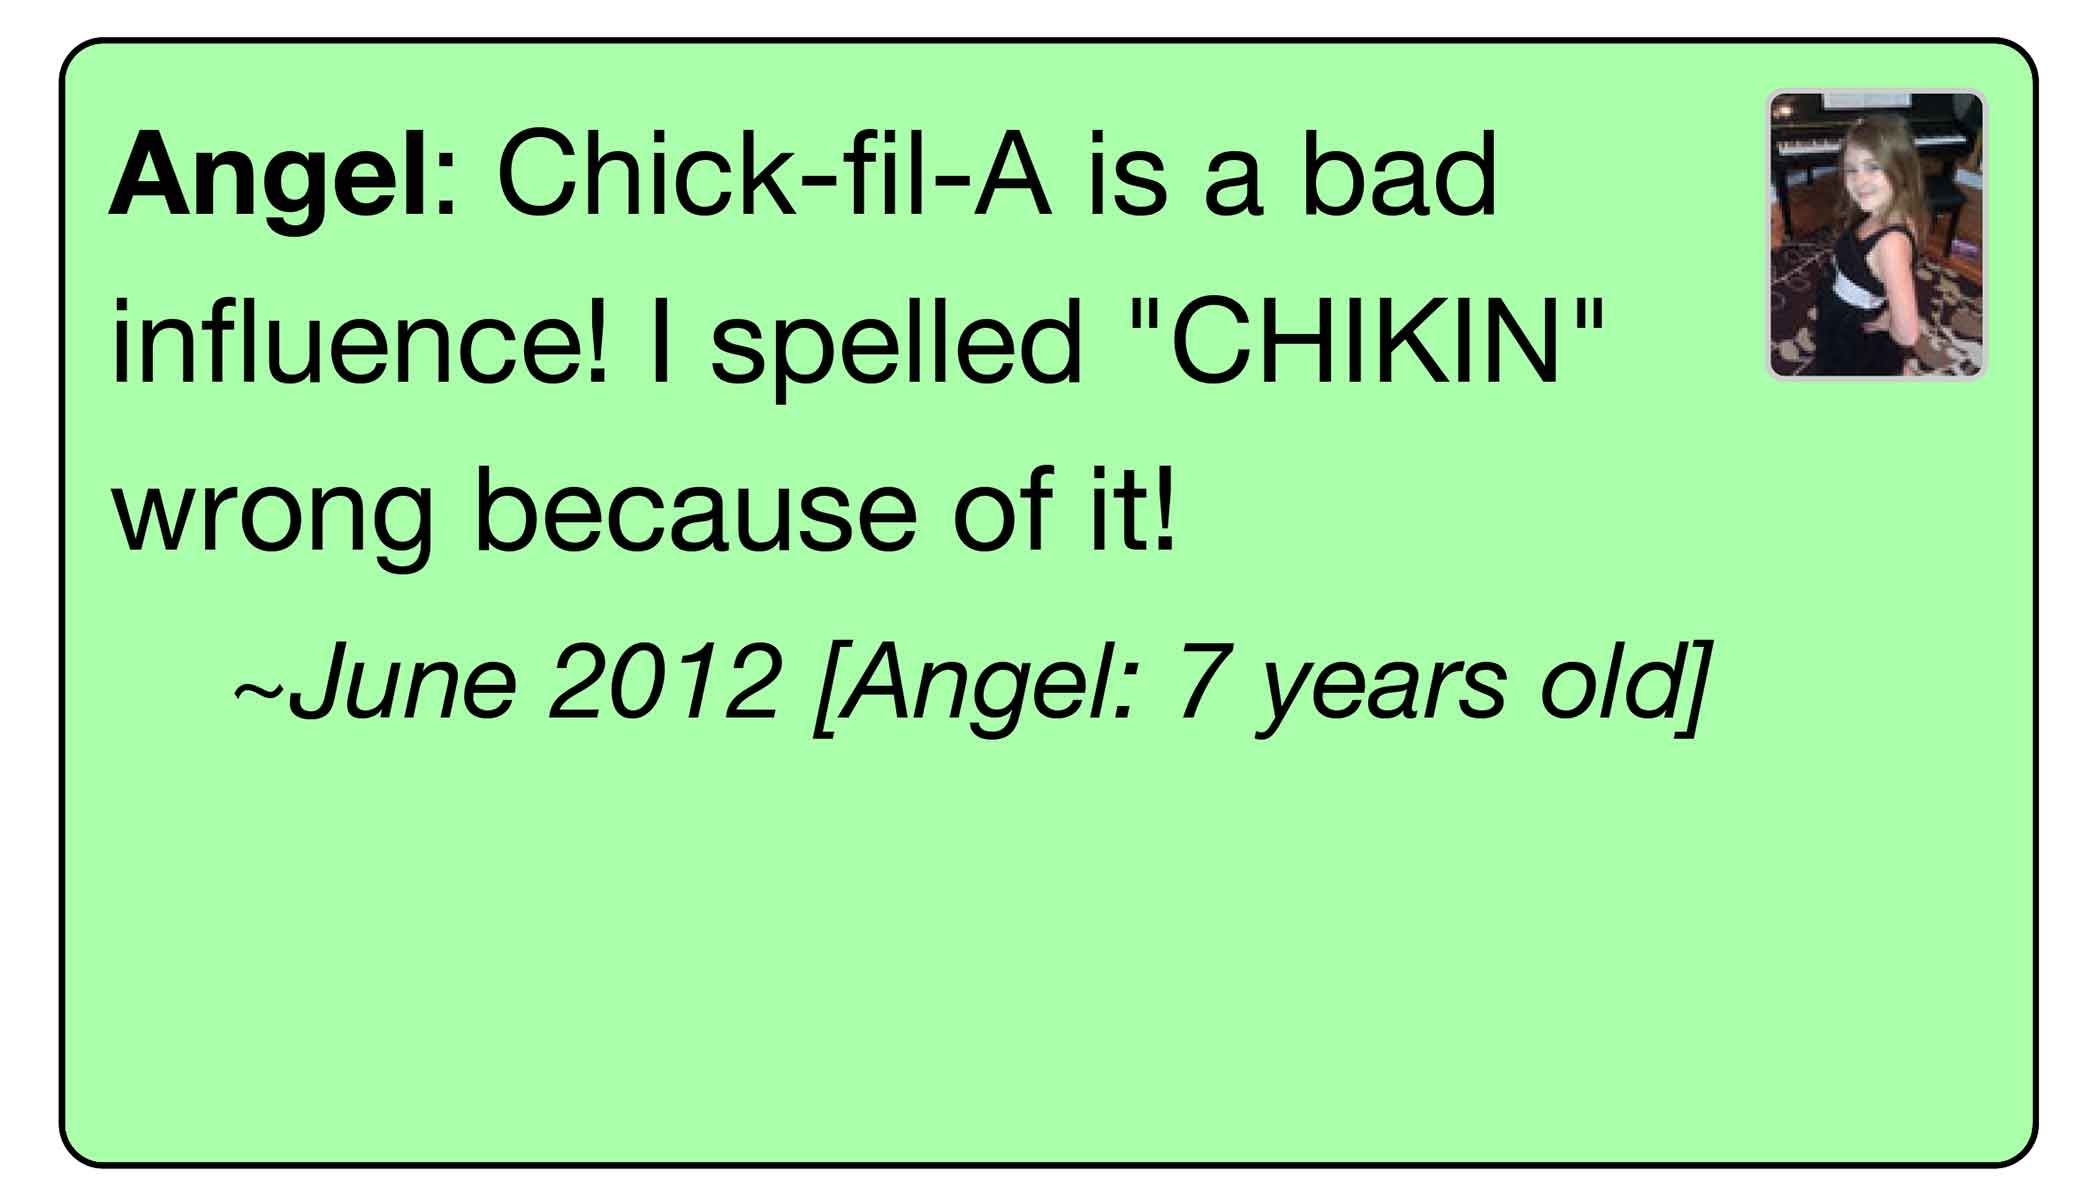 Angel: Chick-fil-A is a bad
influence! I spelled "CHIKIN"
wrong because of it!
~June 2012 [Angel: 7 years old]